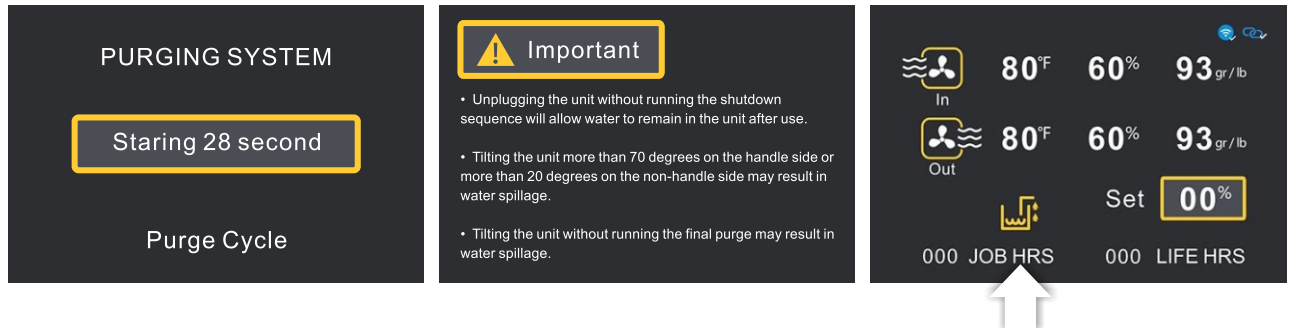 PURGING SYSTEM
Staring 28 second
Purge Cycle
Important
• Unplugging the unit without running the shutdown
sequence will allow water to remain in the unit after use.
• Tilting the unit more than 70 degrees on the handle side or
more than 20 degrees on the non-handle side may result in
water spillage.
• Tilting the unit without running the final purge may result in
water spillage.
80°F 60% 93 gr/lb
In
80°F 60% 93 gr/lb
Out
Set 00%
000 JOB HRS 000 LIFE HRS